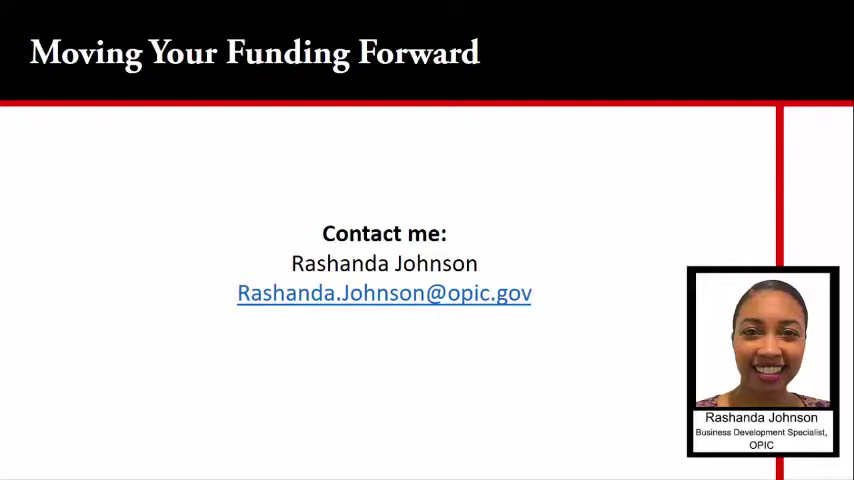 Moving Your Funding Forward
Contact me:
Rashanda Johnson
Rashanda.Johnson@opic.gov
Rashanda Johnson
Business Development Specialist,
OPIC